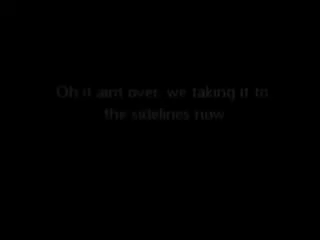 Oh it aint over, we taking it to
the sidelines now